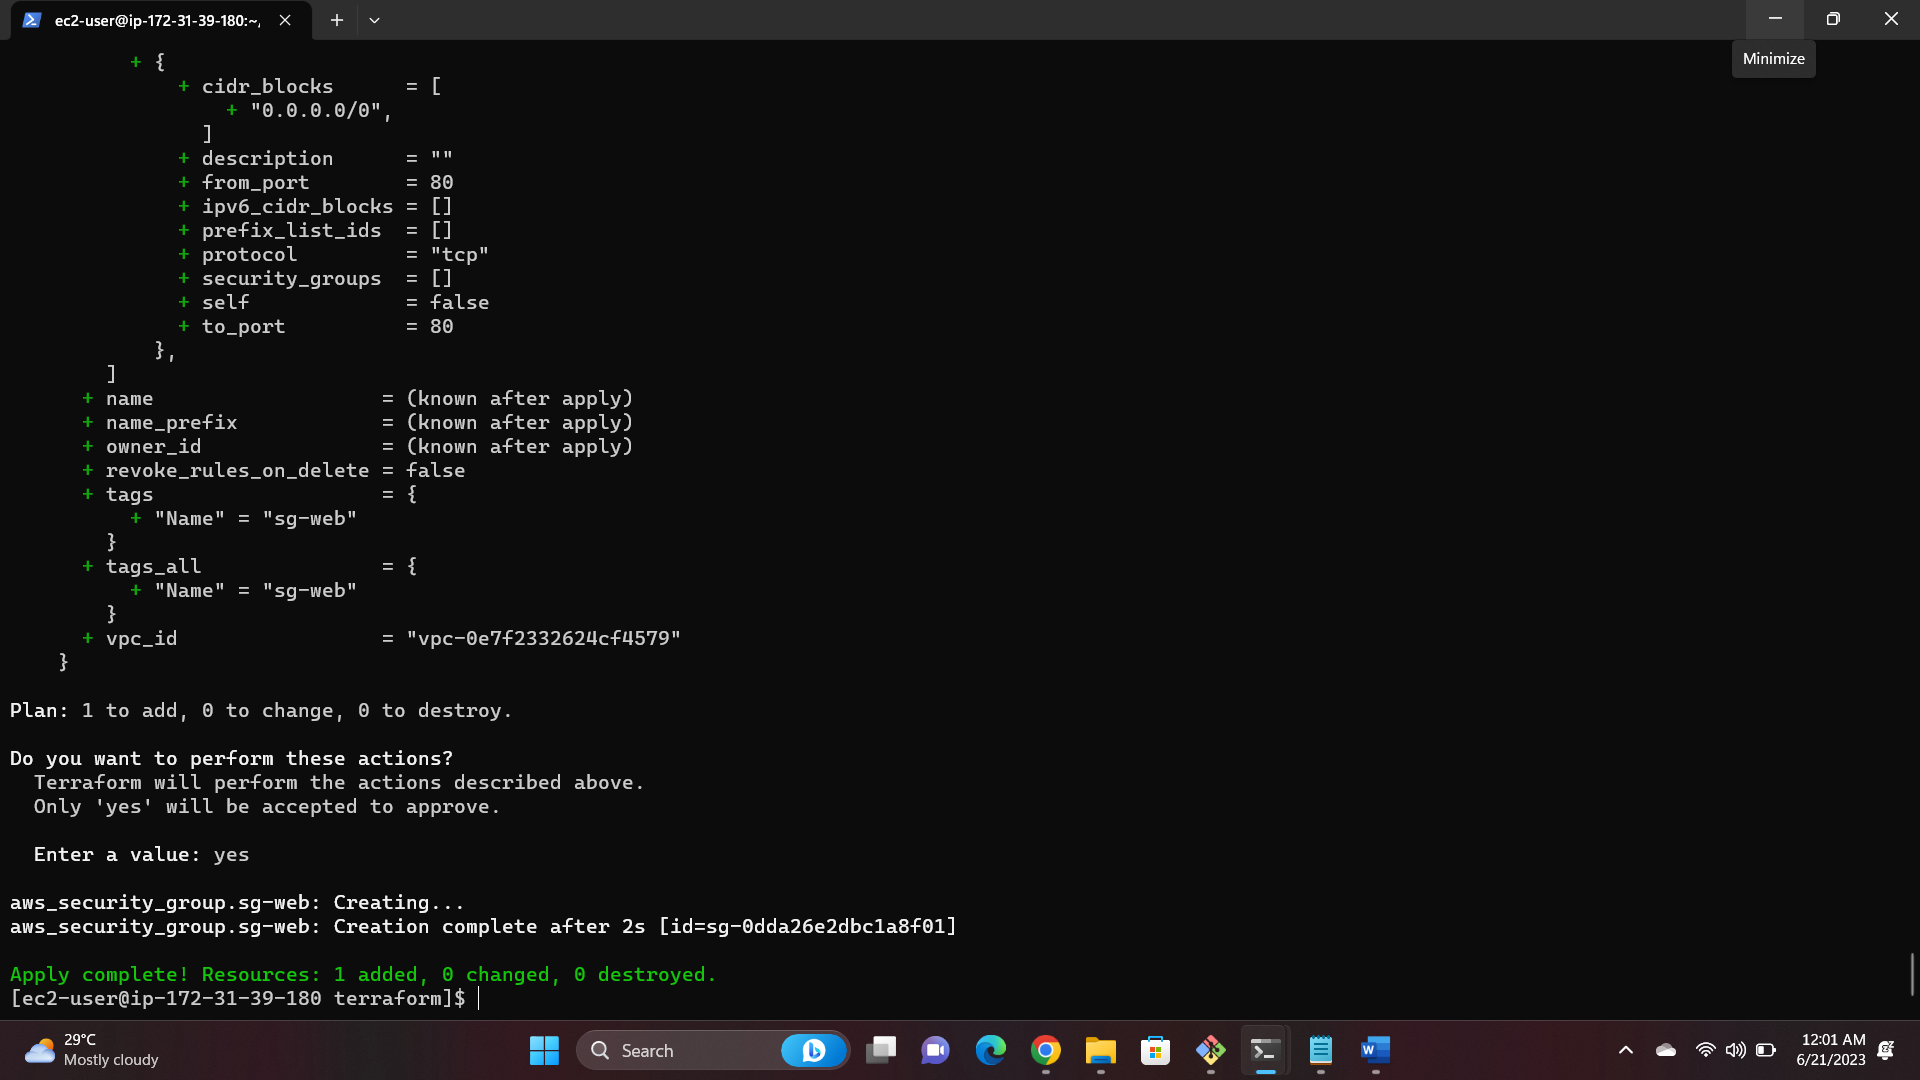 ec2-user@ip-172-31-39-180:~/
Minimize
+ {
+ cidr_blocks = [
+ "0.0.0.0/0",
]
+ description = ""
+ from_port = 80
+ ipv6_cidr_blocks = []
+ prefix_list_ids = []
+ protocol = "tcp"
+ security_groups = []
+ self = false
+ to_port = 80
},
]
+ name = (known after apply)
+ name_prefix = (known after apply)
+ owner_id = (known after apply)
+ revoke_rules_on_delete = false
+ tags = {
+ "Name" = "sg-web"
}
+ tags_all = {
+ "Name" = "sg-web"
}
+ vpc_id = "vpc-0e7f2332624cf4579"
}
Plan: 1 to add, 0 to change, 0 to destroy.
Do you want to perform these actions?
Terraform will perform the actions described above.
Only 'yes' will be accepted to approve.
Enter a value: yes
aws_security_group.sg-web: Creating...
aws_security_group.sg-web: Creation complete after 2s [id=sg-0dda26e2dbc1a8f01]
Apply complete! Resources: 1 added, 0 changed, 0 destroyed.
[ec2-user@ip-172-31-39-180 terraform]$
29°C
Mostly cloudy
Search
12:01 AM
6/21/2023